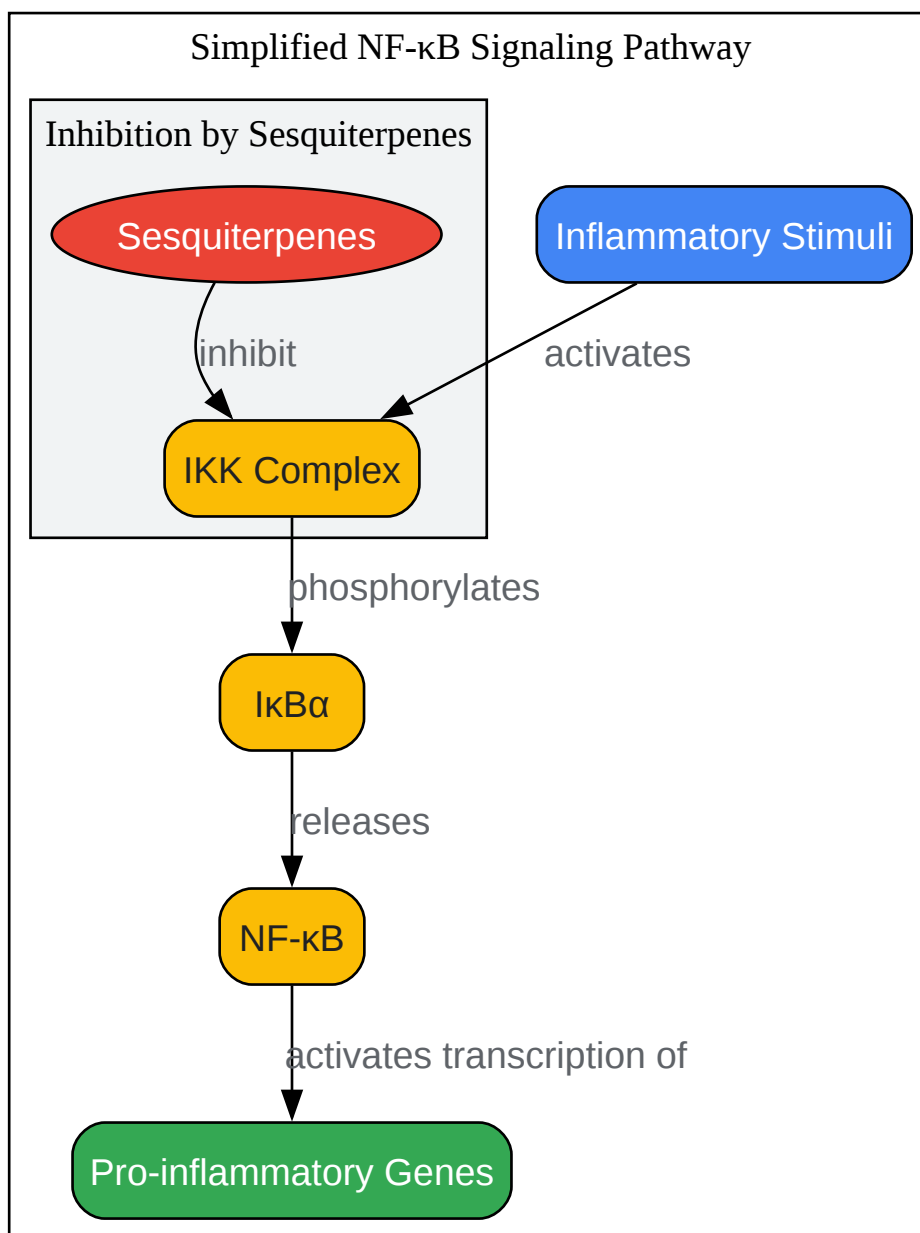 Simplified NF-κB Signaling Pathway
Inhibition by Sesquiterpenes
Sesquiterpenes
Inflammatory Stimuli
inhibit
activates
IKK Complex
phosphorylates
IκBα
releases
NF-κB
activates transcription of
Pro-inflammatory Genes